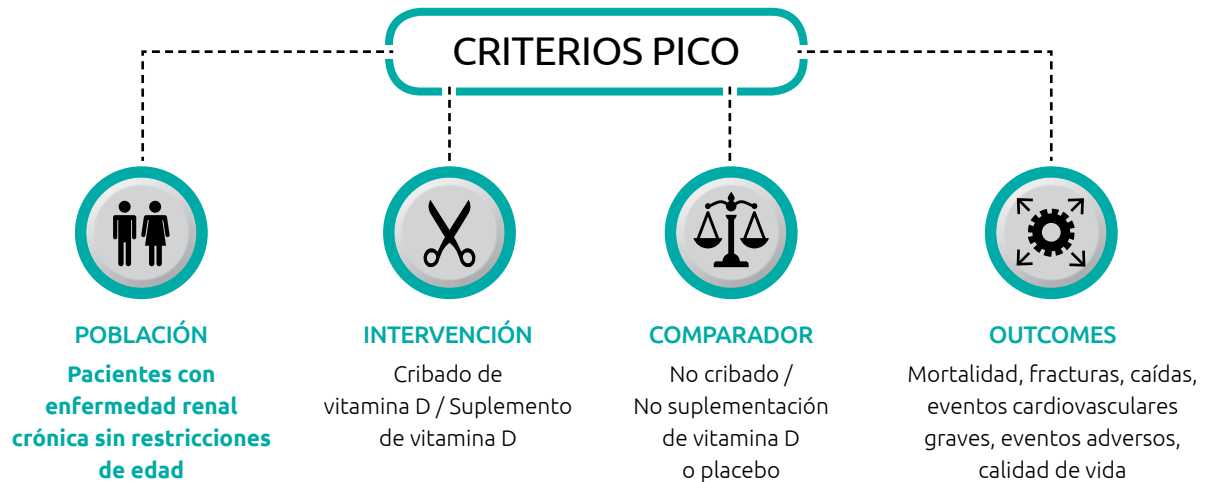 CRITERIOS PICO
POBLACIÓN
Pacientes con
enfermedad renal
crónica sin restricciones
de edad
INTERVENCIÓN
Cribado de
vitamina D / Suplemento
de vitamina D
COMPARADOR
No cribado /
No suplementación
de vitamina D
o placebo
OUTCOMES
Mortalidad, fracturas, caídas,
eventos cardiovasculares
graves, eventos adversos,
calidad de vida